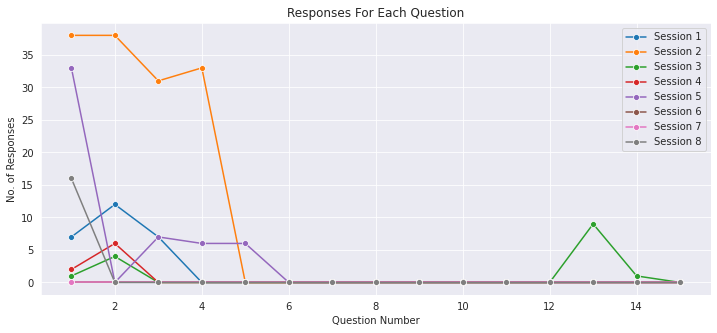 Responses For Each Question
Session 1
Session 2
Session 3
Session 4
Session 5
Session 6
Session 7
Session 8
No. of Responses
35
30
25
20
15
10
5
0
2 4 6 8 10 12 14
Question Number